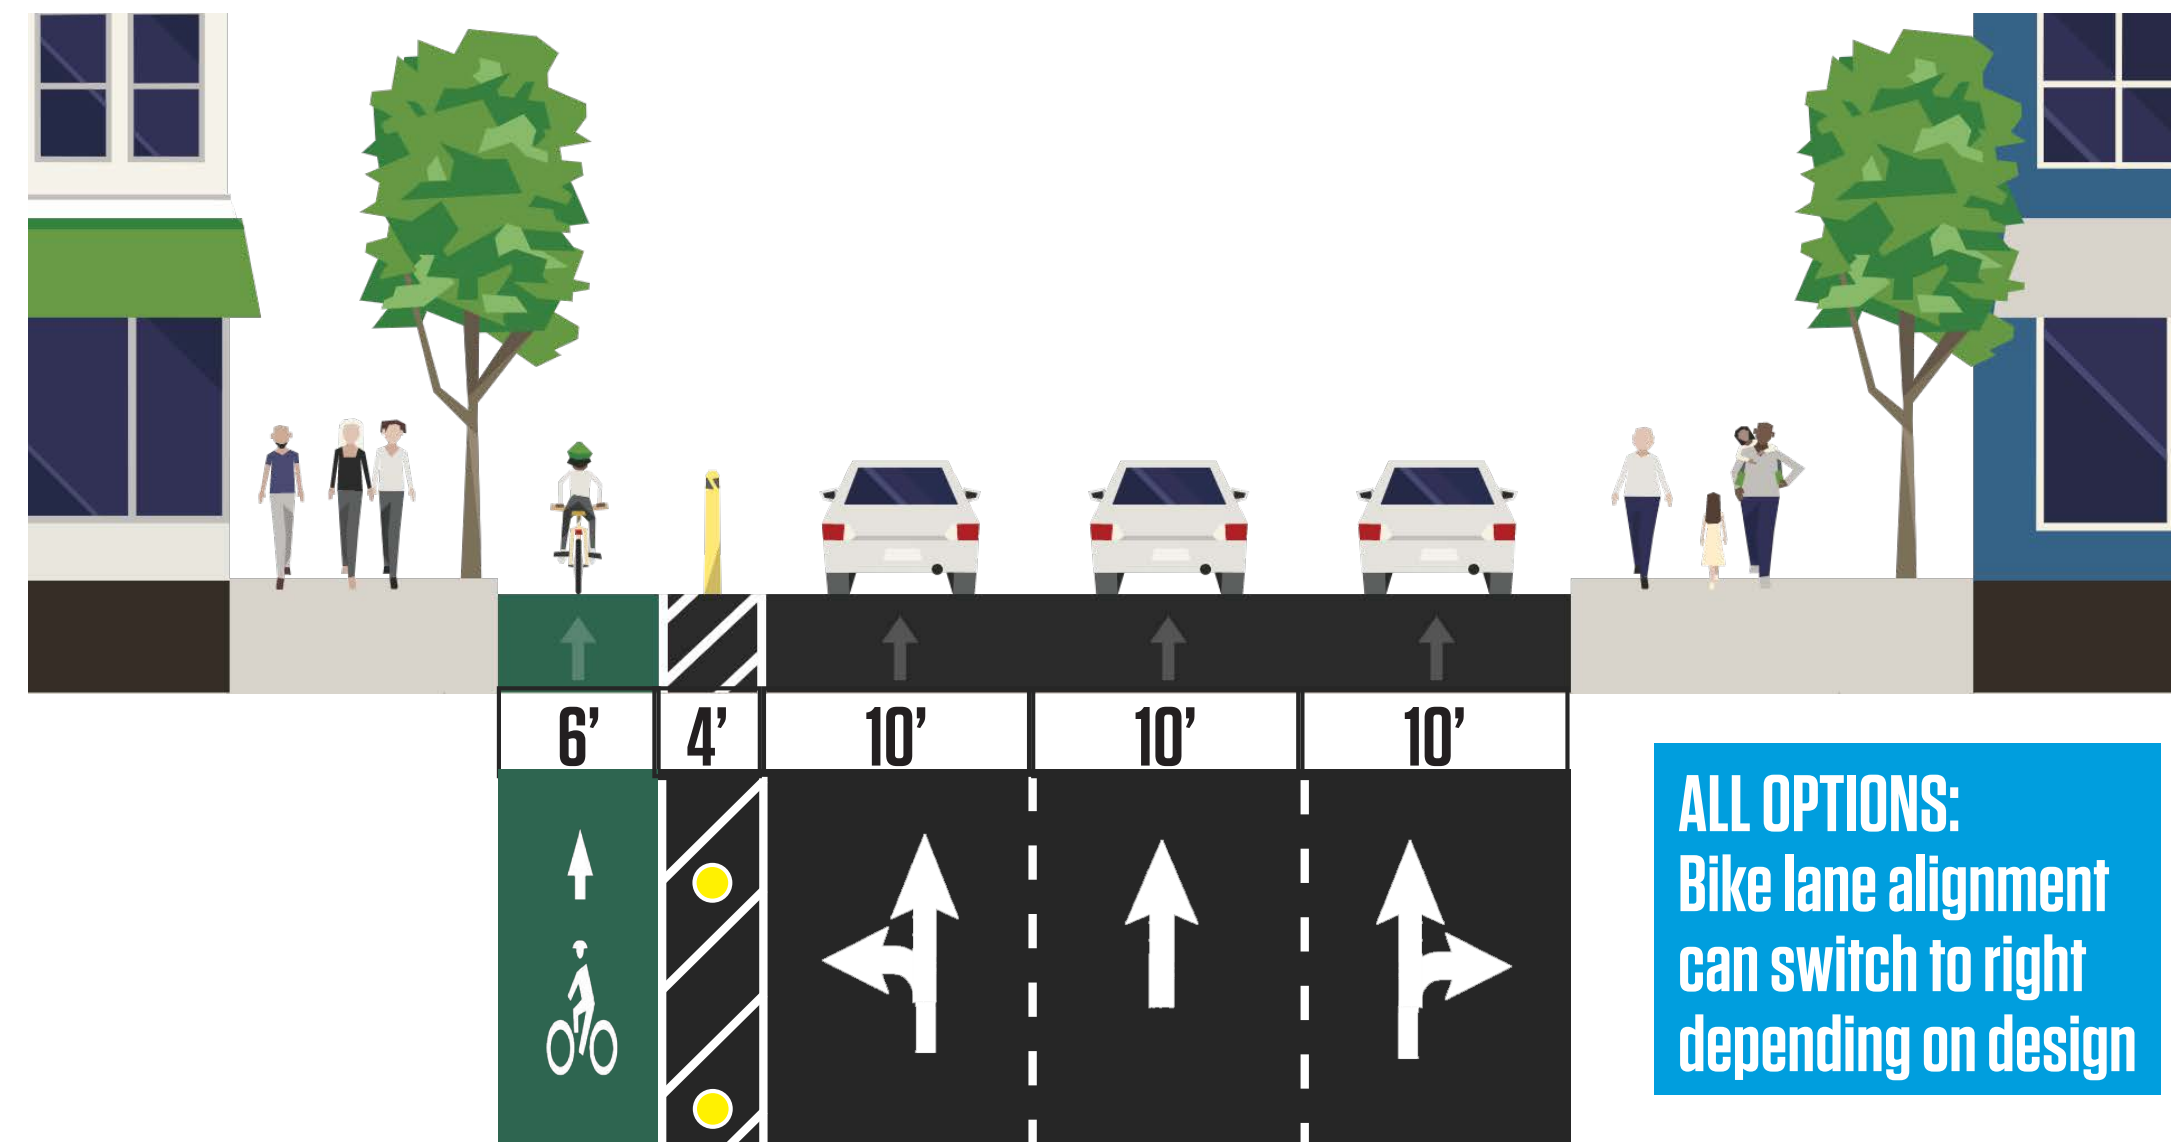 6’ 4’ 10’ 10’ 10’
ALL OPTIONS:
Bike lane alignment
can switch to right
depending on design